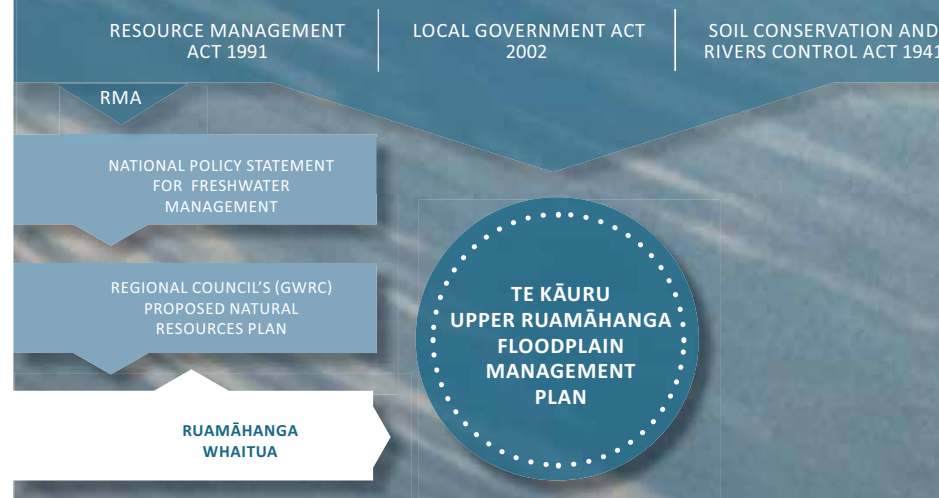 RESOURCE MANAGEMENT
ACT 1991
LOCAL GOVERNMENT ACT
2002
SOIL CONSERVATION AND
RIVERS CONTROL ACT 1941
RMA
NATIONAL POLICY STATEMENT
FOR FRESHWATER
MANAGEMENT
REGIONAL COUNCIL'S (GWRC)
PROPOSED NATURAL
RESOURCES PLAN
RUAMĀHANGA
WHAITUA
TE KĀURU
UPPER RUAMĀHANGA
FLOODPLAIN
MANAGEMENT
PLAN